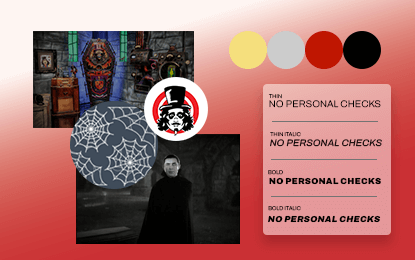 THIN
NO PERSONAL CHECKS
THIN ITALIC
NO PERSONAL CHECKS
BOLD
NO PERSONAL CHECKS
BOLD ITALIC
NO PERSONAL CHECKS